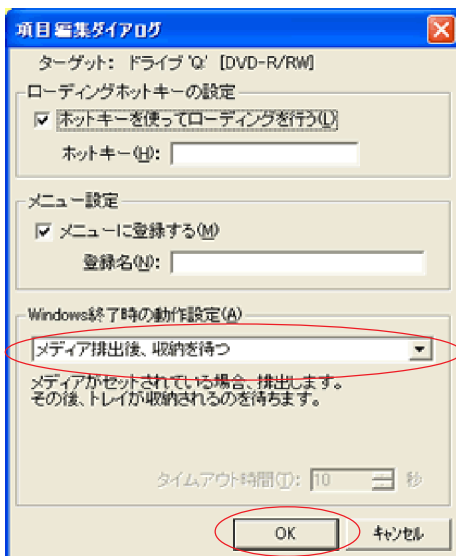 項目編集ダイアログ
ターゲット： ドライブ'Q' [DVD-R/RW]
ローディングホットキーの設定
ホットキーを使ってローディングを行う(L)
ホットキー(H):
メニュー設定
メニューに登録する(M)
登録名(N):
Windows終了時の動作設定(A)
メディア排出後、収納を待つ
メディアがセットされている場合、排出します。
その後、トレイが収納されるのを待ちます。
タイムアウト時間(T): 10 秒
OK キャンセル